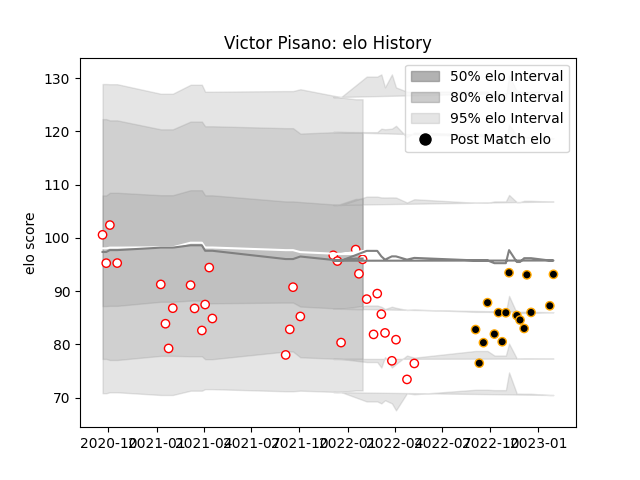 Victor Pisano: elo History
130
120
110
100
90
80
70
elo score
50% elo Interval
80% elo Interval
95% elo Interval
Post Match elo
2020-10
2021-01
2021-04
2021-07
2021-10
2022-01
2022-04
2022-07
2022-10
2023-01